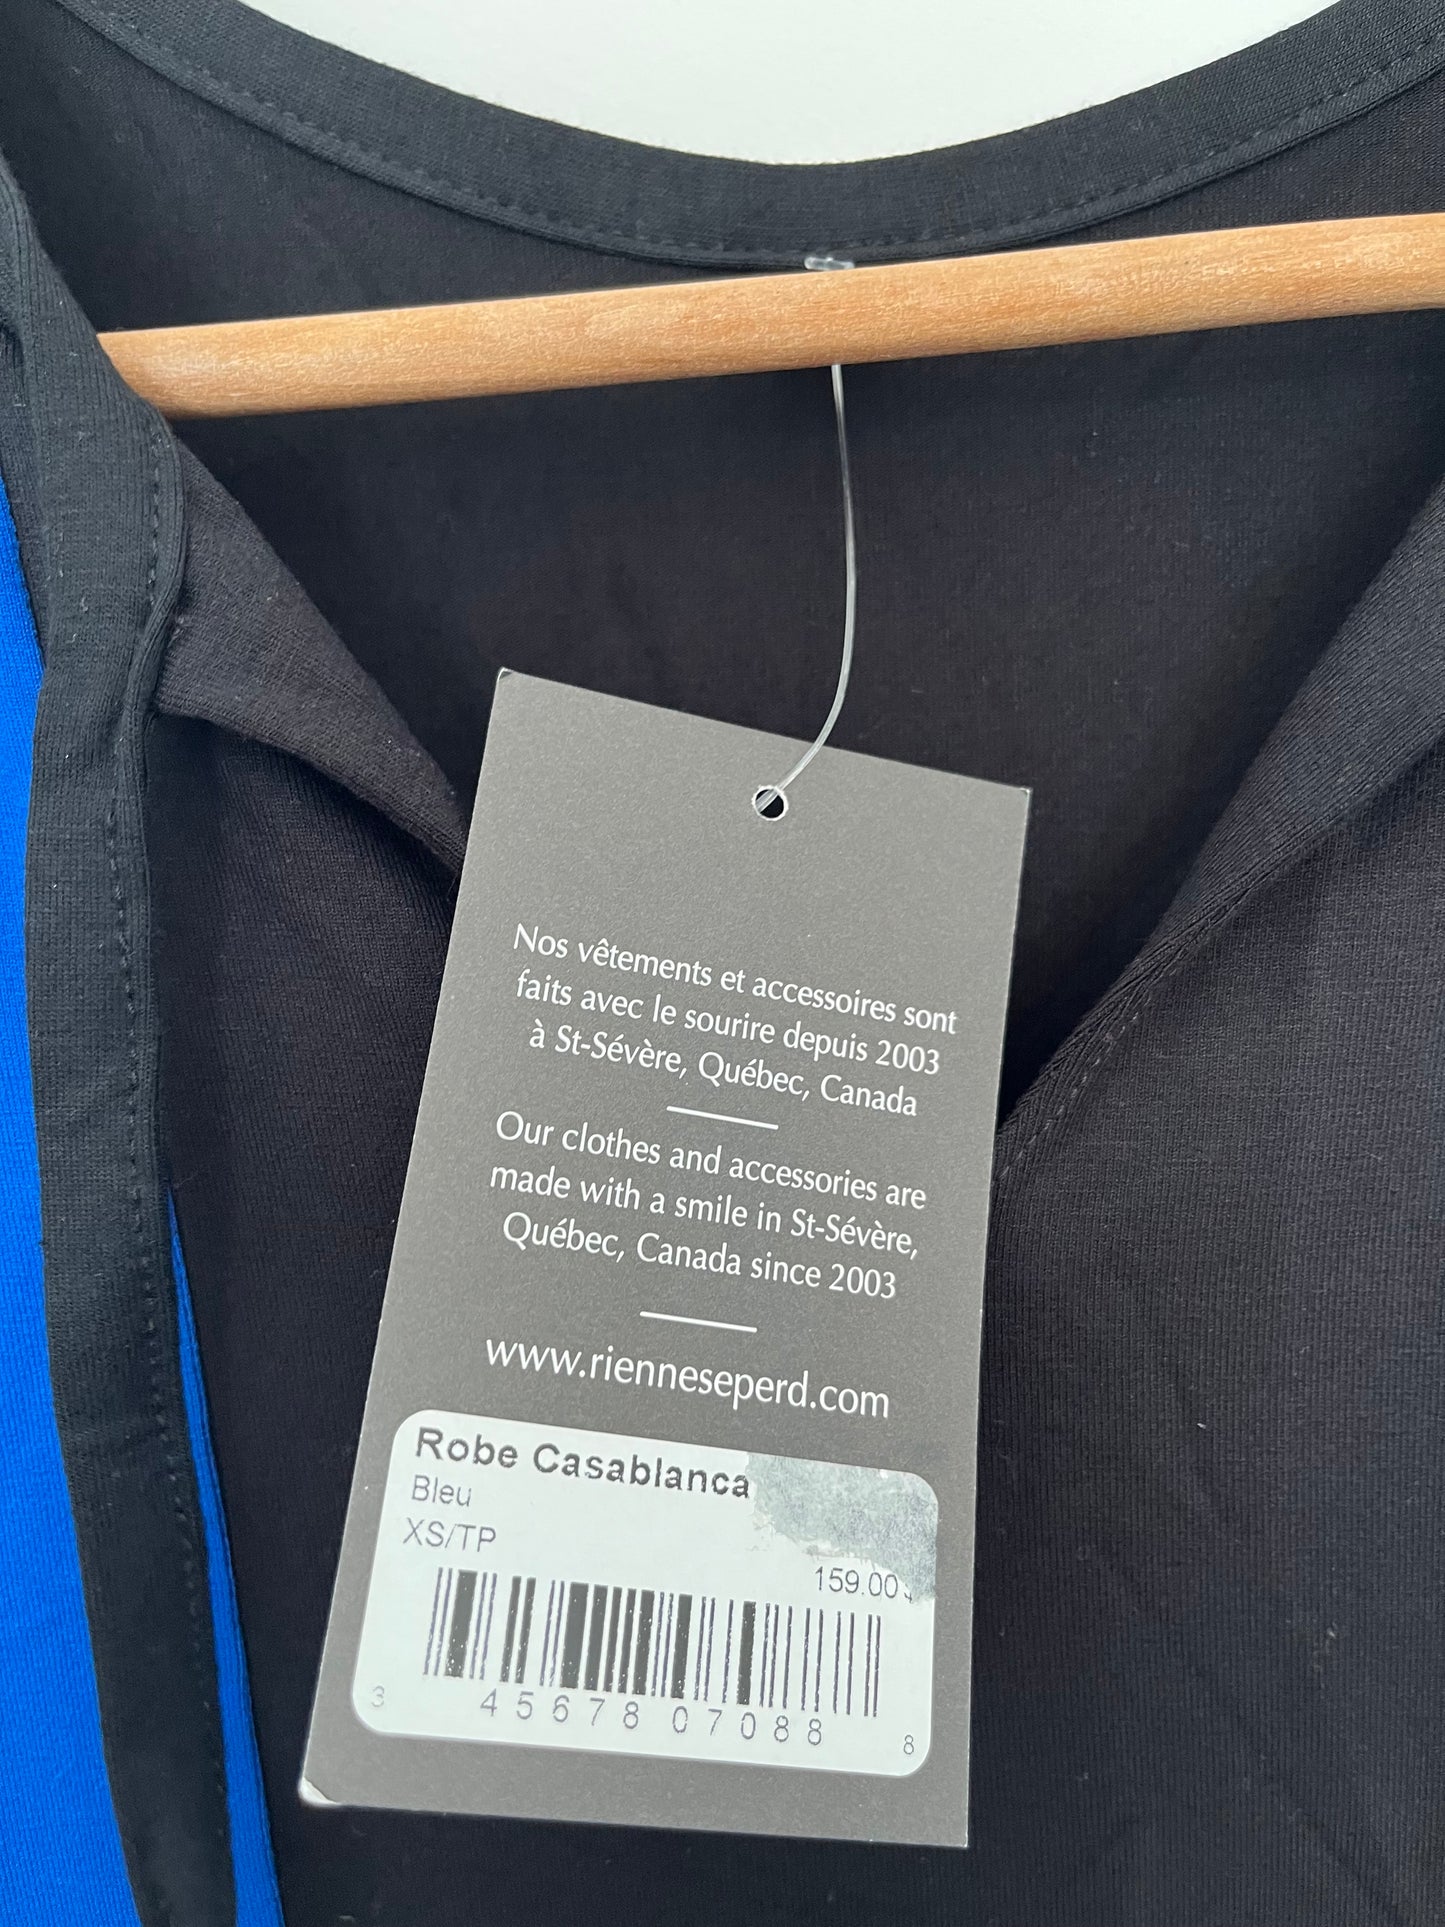 Nos vêtements et accessoires sont
faits avec le sourire depuis 2003
à St-Sévère, Québec, Canada
Our clothes and accessories are
made with a smile in St-Sévère,
Québec, Canada since 2003
www.rienneseperd.com
Robe Casablanca
Bleu
XS/TP
159.00
3 45678 07088 8